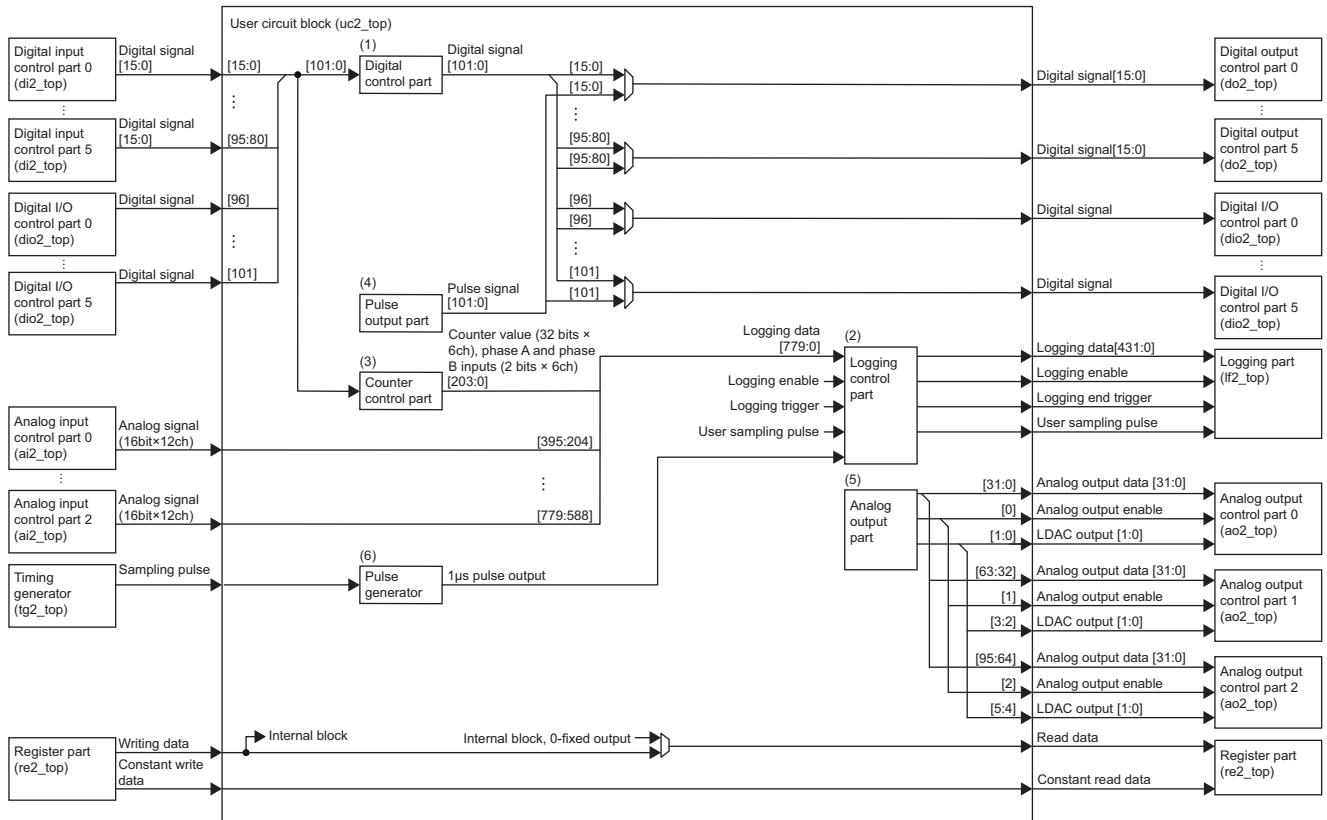 User circuit block (uc2_top)
Digital input
control part 0
(di2_top)
Digital signal
[15:0]
[15:0]
[101:0]
(1)
Digital
control part
Digital signal
[101:0]
[15:0]
[15:0]
Digital signal[15:0]
Digital output
control part 0
(do2_top)
Digital input
control part 5
(di2_top)
Digital signal
[15:0]
[95:80]
[95:80]
[95:80]
Digital signal[15:0]
Digital output
control part 5
(do2_top)
Digital I/O
control part 0
(dio2_top)
Digital signal
[96]
[96]
[96]
Digital signal
Digital I/O
control part 0
(dio2_top)
Digital I/O
control part 5
(dio2_top)
Digital signal
[101]
(4)
Pulse
output part
Pulse signal
[101:0]
[101]
[101]
Digital signal
Digital I/O
control part 5
(dio2_top)
(3)
Counter
control part
Counter value (32 bits ×
6ch), phase A and phase
B inputs (2 bits × 6ch)
[203:0]
Logging data
[779:0]
Logging enable
Logging trigger
User sampling pulse
(2)
Logging
control
part
Logging data[431:0]
Logging enable
Logging end trigger
User sampling pulse
Logging part
(lf2_top)
Analog input
control part 0
(ai2_top)
Analog signal
(16bit×12ch)
[395:204]
Analog input
control part 2
(ai2_top)
Analog signal
(16bit×12ch)
[779:588]
Timing
generator
(tg2_top)
Sampling pulse
(6)
Pulse
generator
1μs pulse output
(5)
Analog
output
part
[31:0]
Analog output data [31:0]
[0]
Analog output enable
[1:0]
LDAC output [1:0]
Analog output
control part 0
(ao2_top)
[63:32]
Analog output data [31:0]
[1]
Analog output enable
[3:2]
LDAC output [1:0]
Analog output
control part 1
(ao2_top)
[95:64]
Analog output data [31:0]
[2]
Analog output enable
[5:4]
LDAC output [1:0]
Analog output
control part 2
(ao2_top)
Register part
(re2_top)
Writing data
Constant write
data
Internal block
Internal block, 0-fixed output
Read data
Constant read data
Register part
(re2_top)